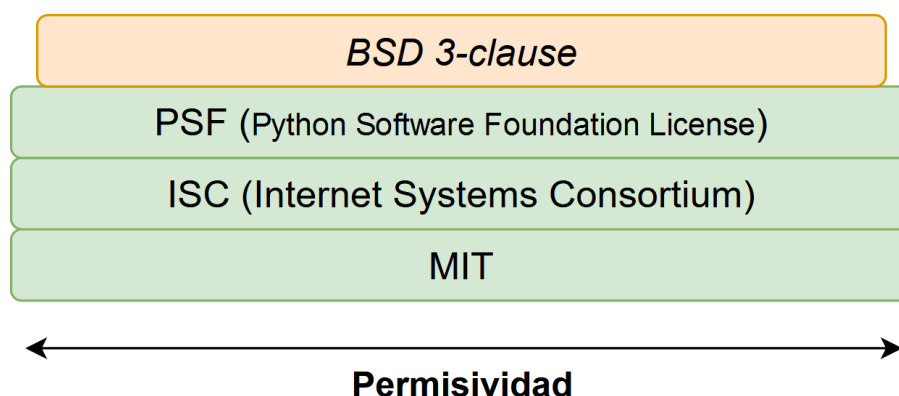 BSD 3-clause
PSF (Python Software Foundation License)
ISC (Internet Systems Consortium)
MIT
Permisividad